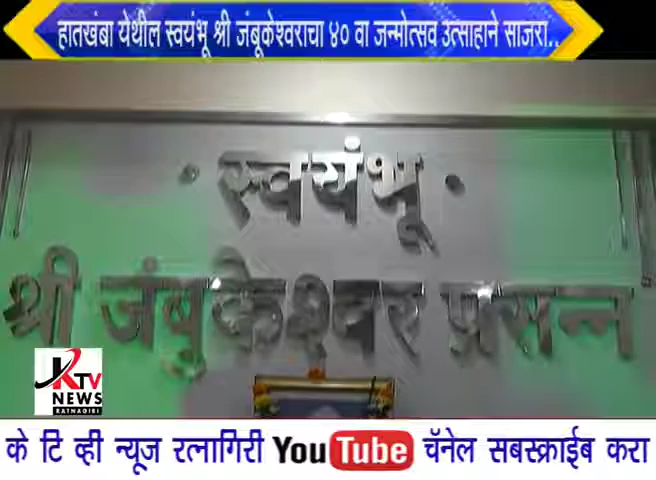 हातखंबा येथील स्वयंभू श्री जंबूकेश्वराचा ४० वा जन्मोत्सव उत्साहाने साजरा..
स्वयंभू
श्री जंबुकेश्वर प्रसन्न
KTV
NEWS
RATNAGIRI
के टि व्ही न्यूज रत्नागिरी YouTube चॅनेल सबस्क्राईब करा